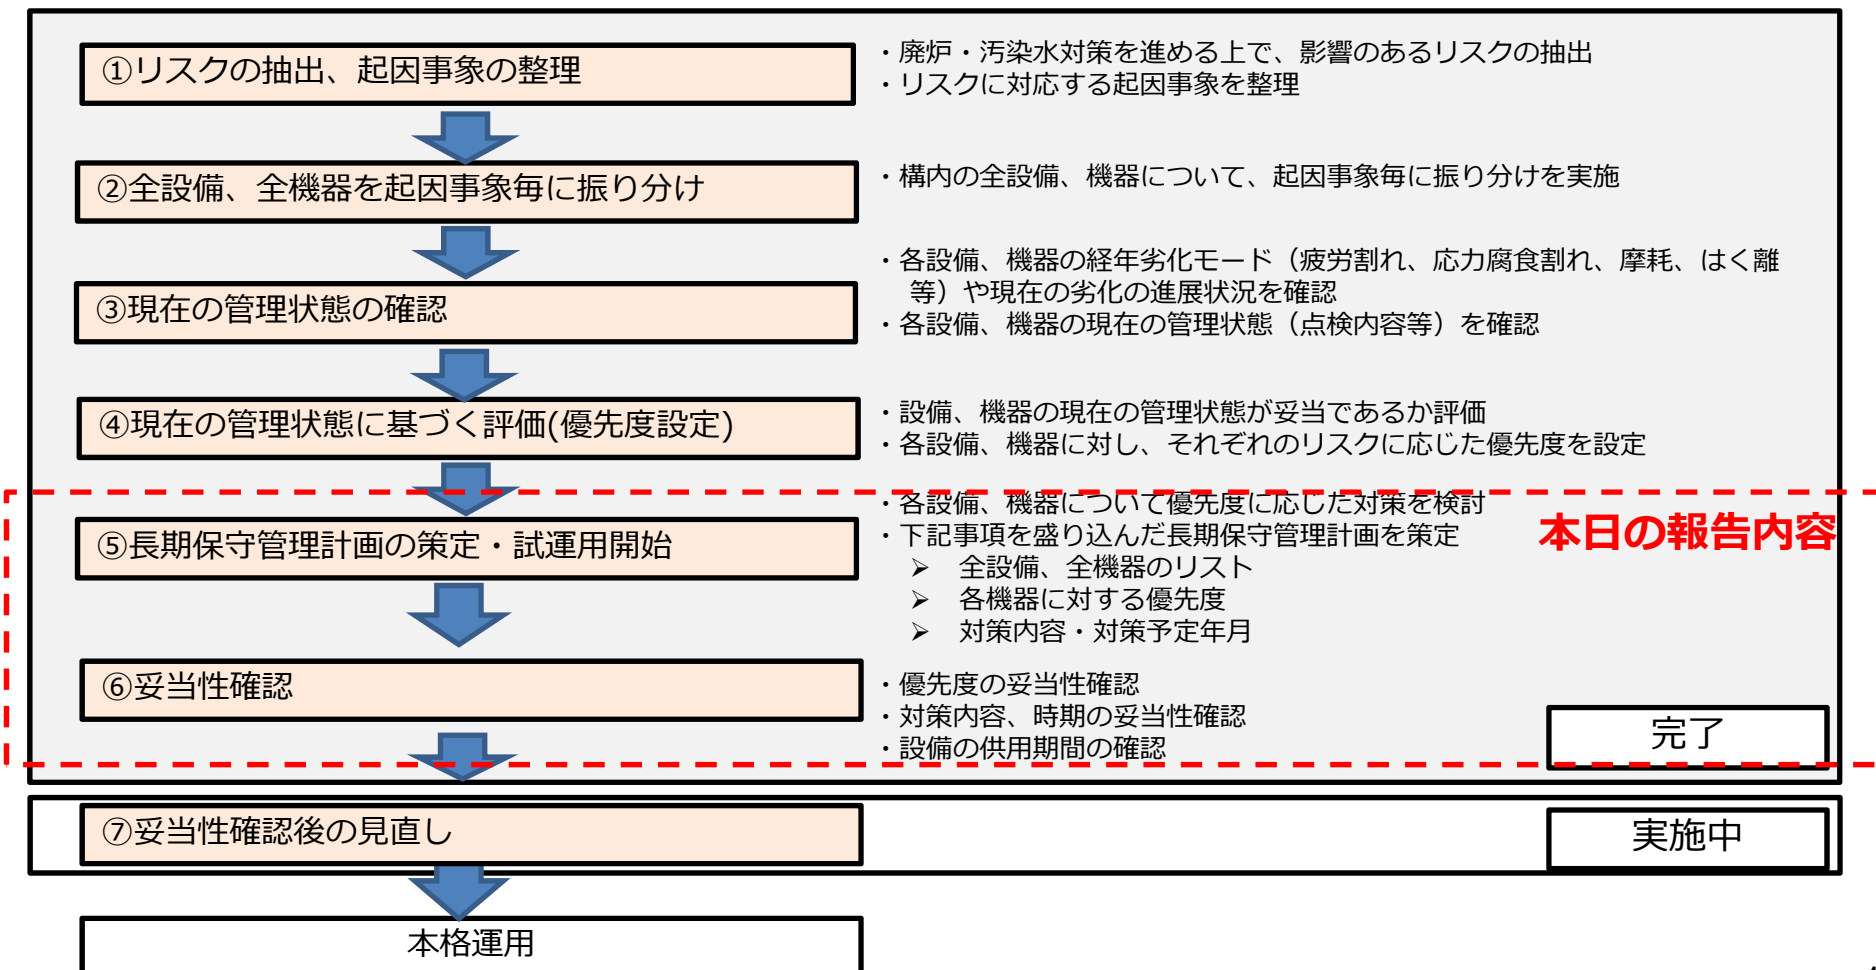 ①リスクの抽出、起因事象の整理
・廃炉・汚染水対策を進める上で、影響のあるリスクの抽出
・リスクに対応する起因事象を整理
②全設備、全機器を起因事象毎に振り分け
・構内の全設備、機器について、起因事象毎に振り分けを実施
③現在の管理状態の確認
・各設備、機器の経年劣化モード（疲労割れ、応力腐食割れ、摩耗、はく離
等）や現在の劣化の進展状況を確認
・各設備、機器の現在の管理状態（点検内容等）を確認
④現在の管理状態に基づく評価(優先度設定)
・設備、機器の現在の管理状態が妥当であるか評価
・各設備、機器に対し、それぞれのリスクに応じた優先度を設定
⑤長期保守管理計画の策定・試運用開始
・各設備、機器について優先度に応じた対策を検討
・下記事項を盛り込んだ長期保守管理計画を策定
➢ 全設備、全機器のリスト
➢ 各機器に対する優先度
➢ 対策内容・対策予定年月
本日の報告内容
⑥妥当性確認
・優先度の妥当性確認
・対策内容、時期の妥当性確認
・設備の供用期間の確認
完了
⑦妥当性確認後の見直し
実施中
本格運用